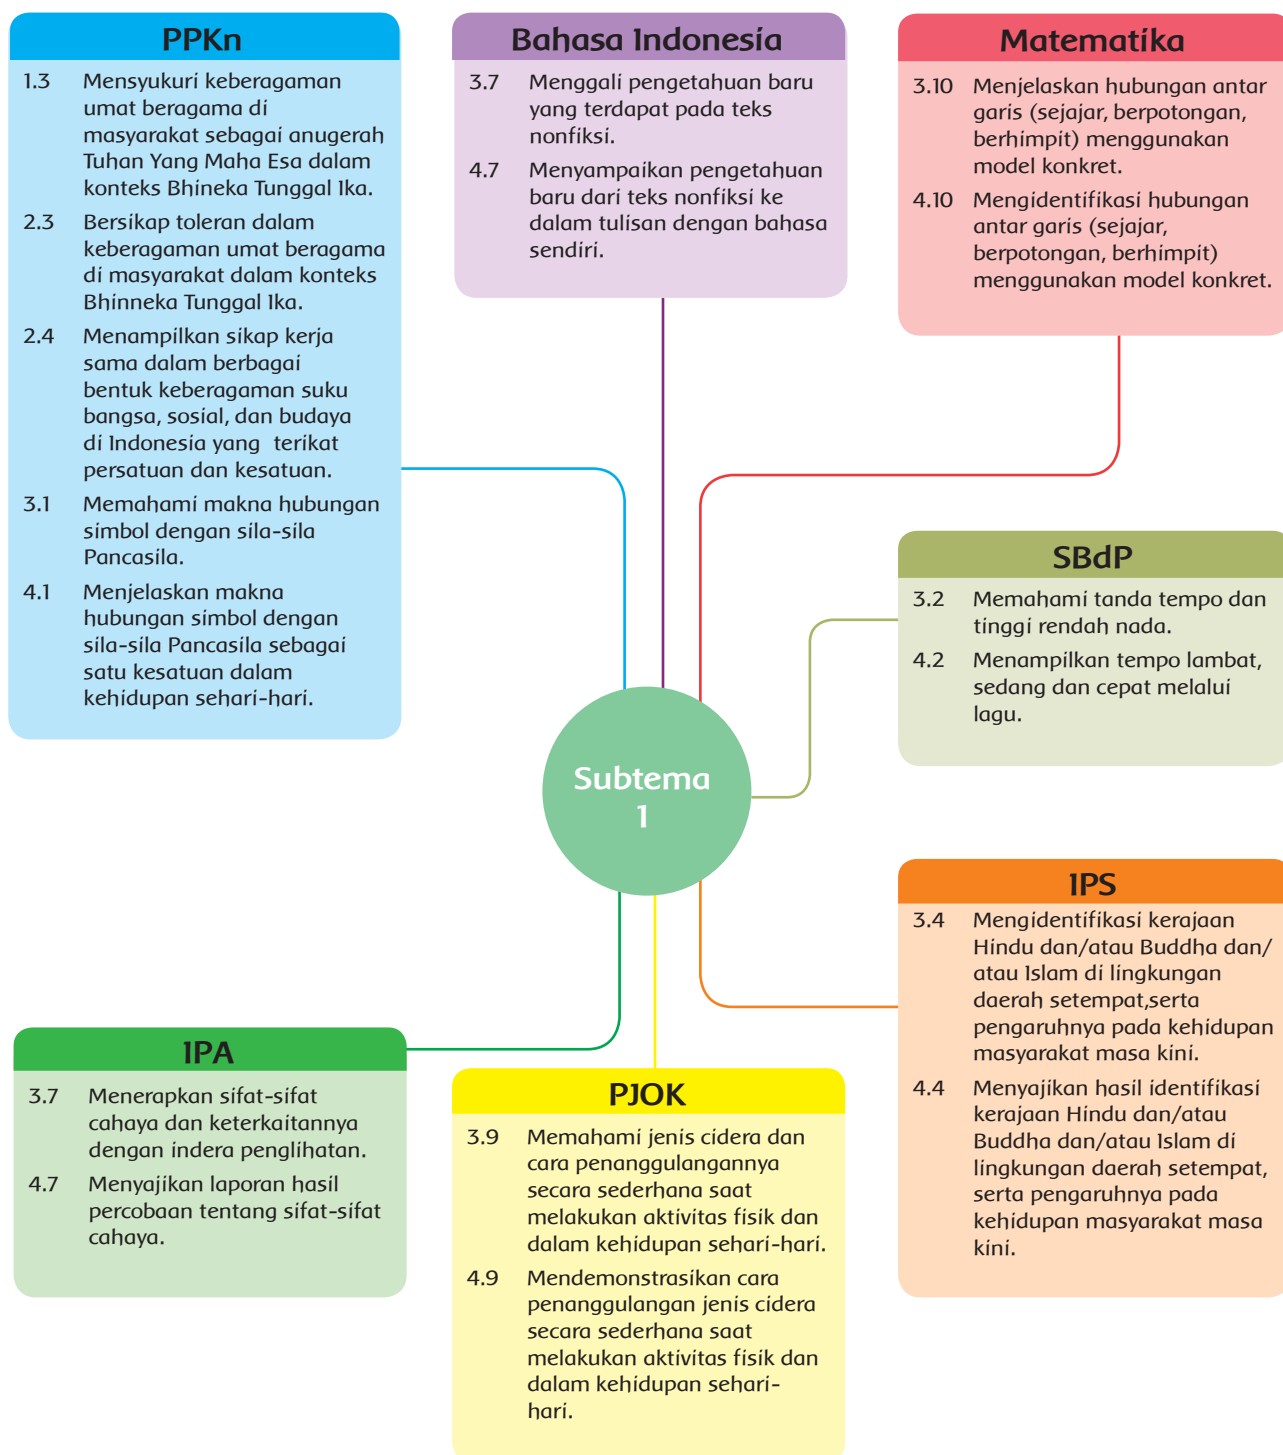 PPKn
1.3 Mensyukuri keberagaman
umat beragama di
masyarakat sebagai anugerah
Tuhan Yang Maha Esa dalam
konteks Bhineka Tunggal Ika.
2.3 Bersikap toleran dalam
keberagaman umat beragama
di masyarakat dalam konteks
Bhinneka Tunggal Ika.
2.4 Menampilkan sikap kerja
sama dalam berbagai
bentuk keberagaman suku
bangsa, sosial, dan budaya
di Indonesia yang terikat
persatuan dan kesatuan.
3.1 Memahami makna hubungan
simbol dengan sila-sila
Pancasila.
4.1 Menjelaskan makna
hubungan simbol dengan
sila-sila Pancasila sebagai
satu kesatuan dalam
kehidupan sehari-hari.
Bahasa Indonesia
3.7 Menggali pengetahuan baru
yang terdapat pada teks
nonfiksi.
4.7 Menyampaikan pengetahuan
baru dari teks nonfiksi ke
dalam tulisan dengan bahasa
sendiri.
Matematika
3.10 Menjelaskan hubungan antar
garis (sejajar, berpotongan,
berhimpit) menggunakan
model konkret.
4.10 Mengidentifikasi hubungan
antar garis (sejajar,
berpotongan, berhimpit)
menggunakan model konkret.
SBdP
3.2 Memahami tanda tempo dan
tinggi rendah nada.
4.2 Menampilkan tempo lambat,
sedang dan cepat melalui
lagu.
Subtema
1
IPS
3.4 Mengidentifikasi kerajaan
Hindu dan/atau Buddha dan/
atau Islam di lingkungan
daerah setempat,serta
pengaruhnya pada kehidupan
masyarakat masa kini.
4.4 Menyajikan hasil identifikasi
kerajaan Hindu dan/atau
Buddha dan/atau Islam di
lingkungan daerah setempat,
serta pengaruhnya pada
kehidupan masyarakat masa
kini.
IPA
3.7 Menerapkan sifat-sifat
cahaya dan keterkaitannya
dengan indera penglihatan.
4.7 Menyajikan laporan hasil
percobaan tentang sifat-sifat
cahaya.
PJOK
3.9 Memahami jenis cidera dan
cara penanggulangannya
secara sederhana saat
melakukan aktivitas fisik dan
dalam kehidupan sehari-hari.
4.9 Mendemonstrasikan cara
penanggulangan jenis cidera
secara sederhana saat
melakukan aktivitas fisik dan
dalam kehidupan sehari-
hari.